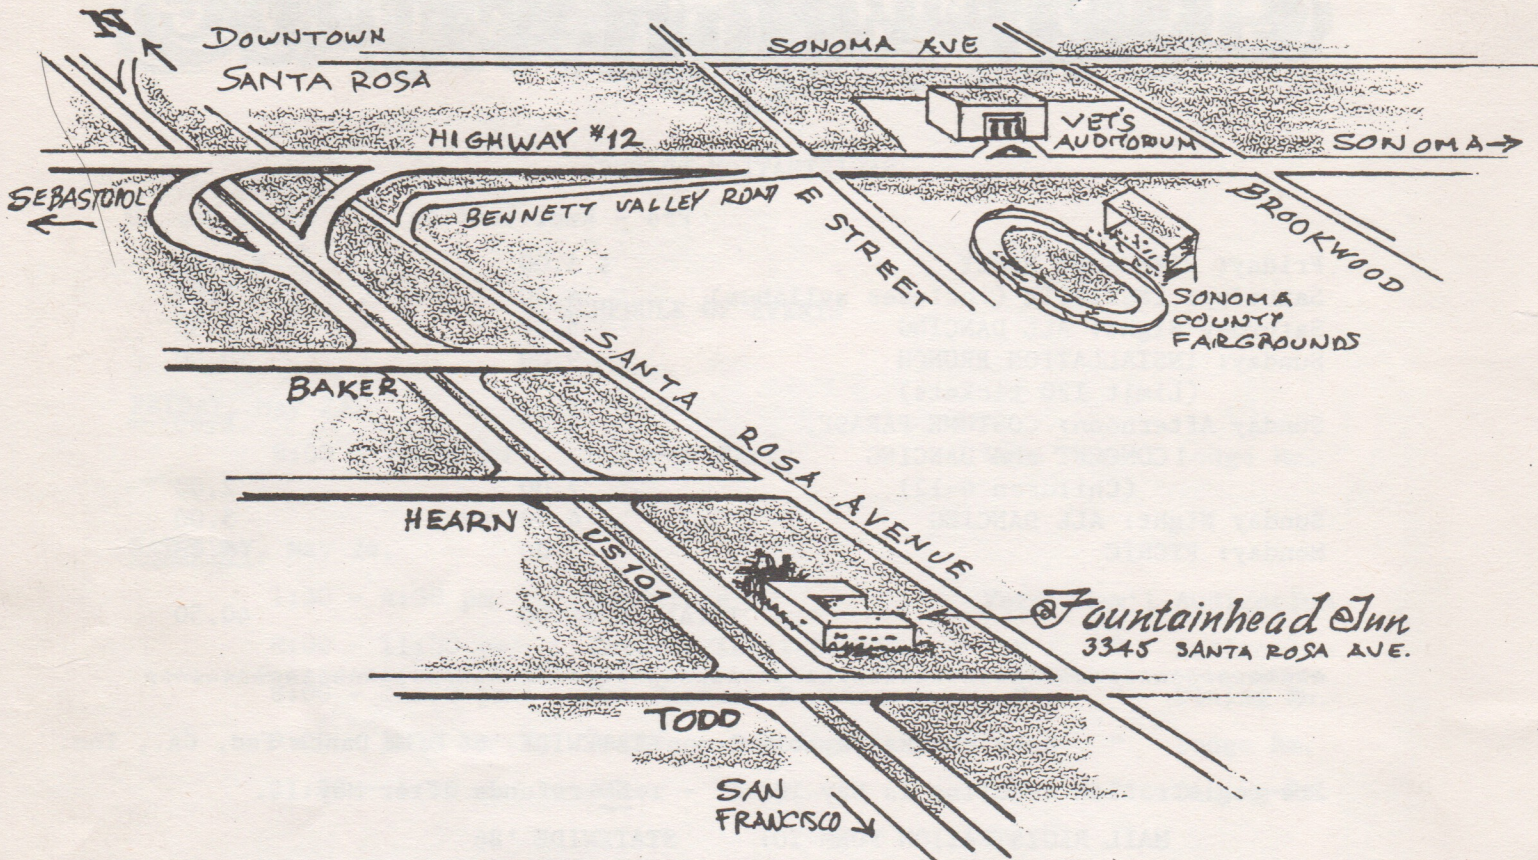 N
DOWNTOWN
SANTA ROSA
SONOMA AVE
HIGHWAY #12
VET'S
AUDITORIUM
SONOMA
SEBASTOPOL
BENNETT VALLEY ROAD
E STREET
BROOKWOOD
SONOMA
COUNTY
FAIRGROUNDS
BAKER
SANTA ROSA AVENUE
HEARN
US 101
Fountainhead Inn
3345 SANTA ROSA AVE.
TODD
SAN
FRANCISCO